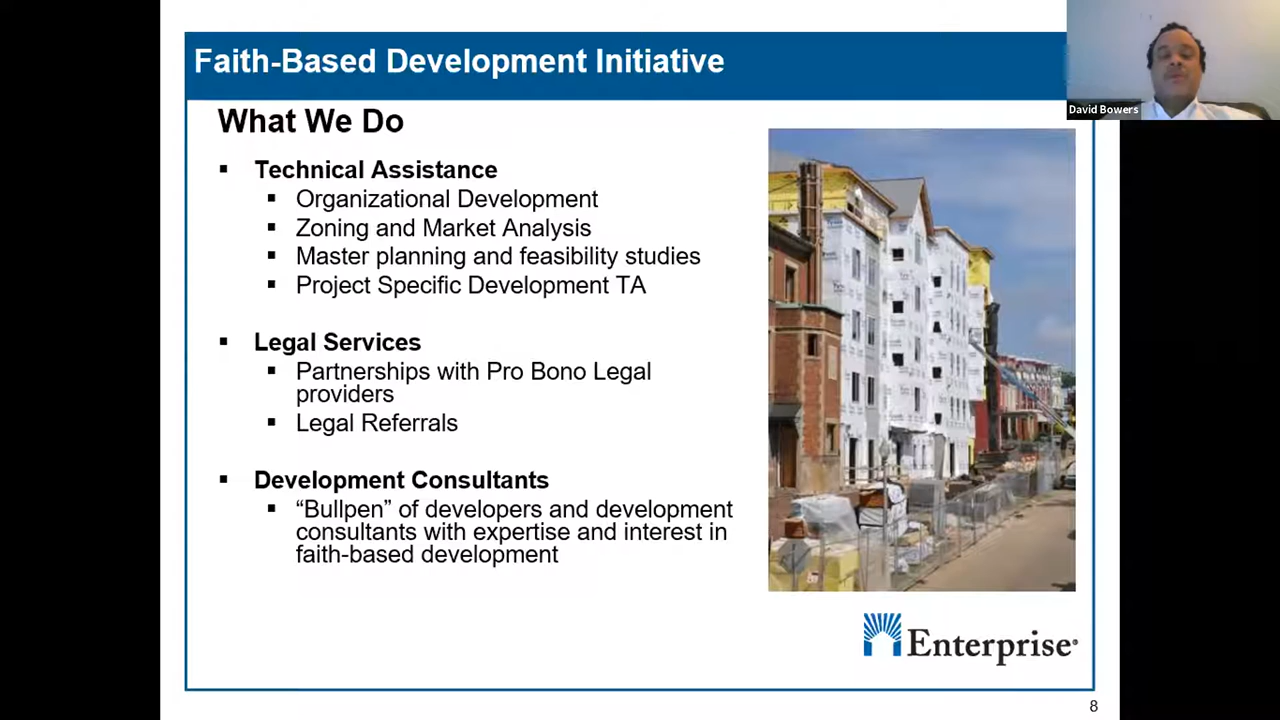 Faith-Based Development Initiative
David Bowers
What We Do
▪ Technical Assistance
▪ Organizational Development
▪ Zoning and Market Analysis
▪ Master planning and feasibility studies
▪ Project Specific Development TA
▪ Legal Services
▪ Partnerships with Pro Bono Legal
providers
▪ Legal Referrals
▪ Development Consultants
▪ “Bullpen” of developers and development
consultants with expertise and interest in
faith-based development
Enterprise®
8